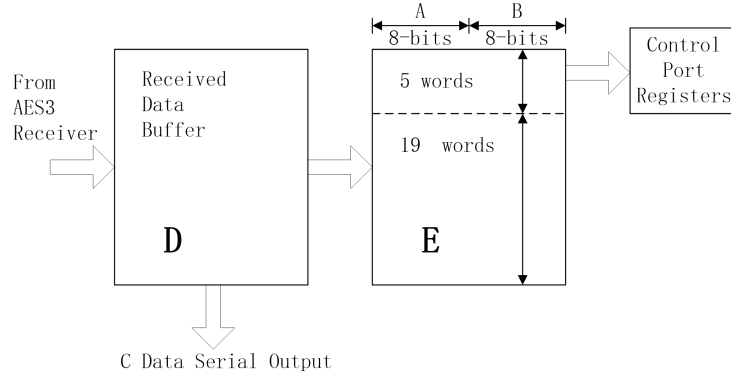 A
B
8-bits
8-bits
From
AES3
Receiver
Received
Data
Buffer
D
5 words
19 words
E
Control
Port
Registers
C Data Serial Output